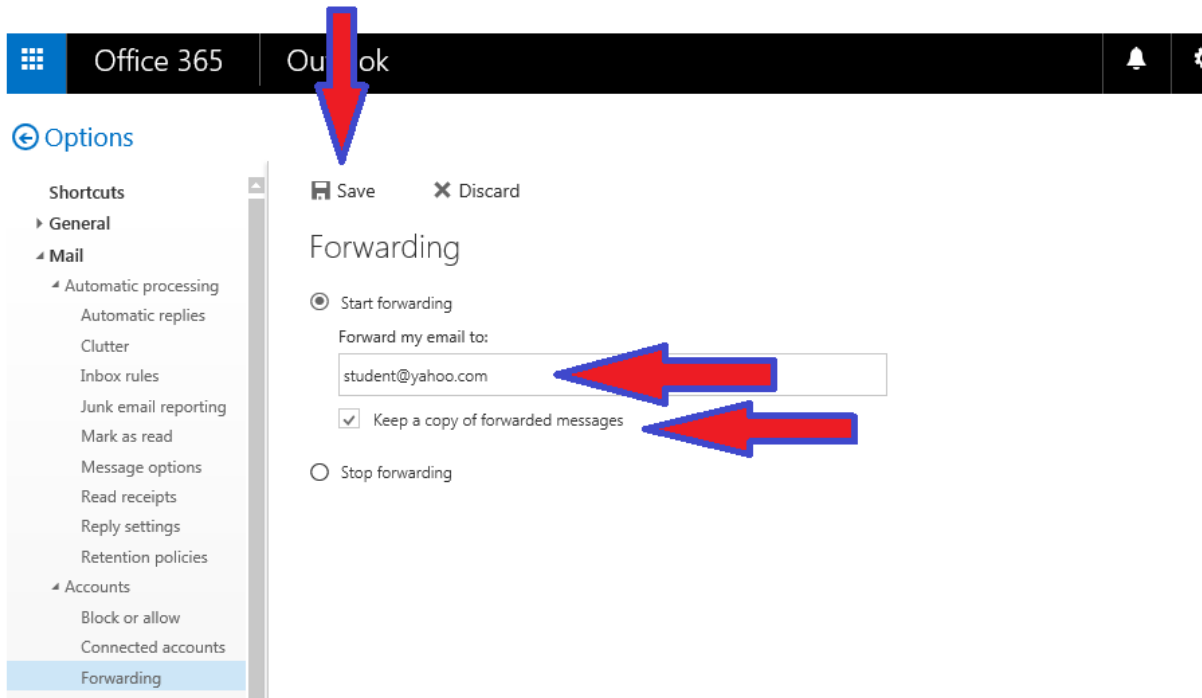 Office 365
Ou ok
Options
Shortcuts
General
Mail
Automatic processing
Automatic replies
Clutter
Inbox rules
Junk email reporting
Mark as read
Message options
Read receipts
Reply settings
Retention policies
Accounts
Block or allow
Connected accounts
Forwarding
Save Discard
Forwarding
Start forwarding
Forward my email to:
student@yahoo.com
Keep a copy of forwarded messages
Stop forwarding